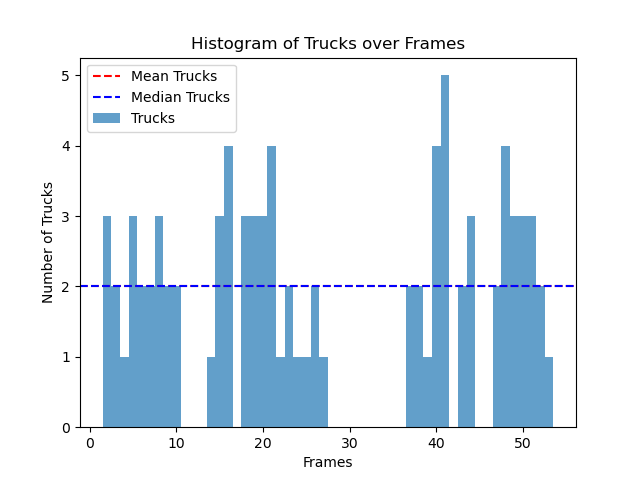 Histogram of Trucks over Frames
Mean Trucks
Median Trucks
Trucks
5
4
3
2
1
0
Number of Trucks
0 10 20 30 40 50
Frames